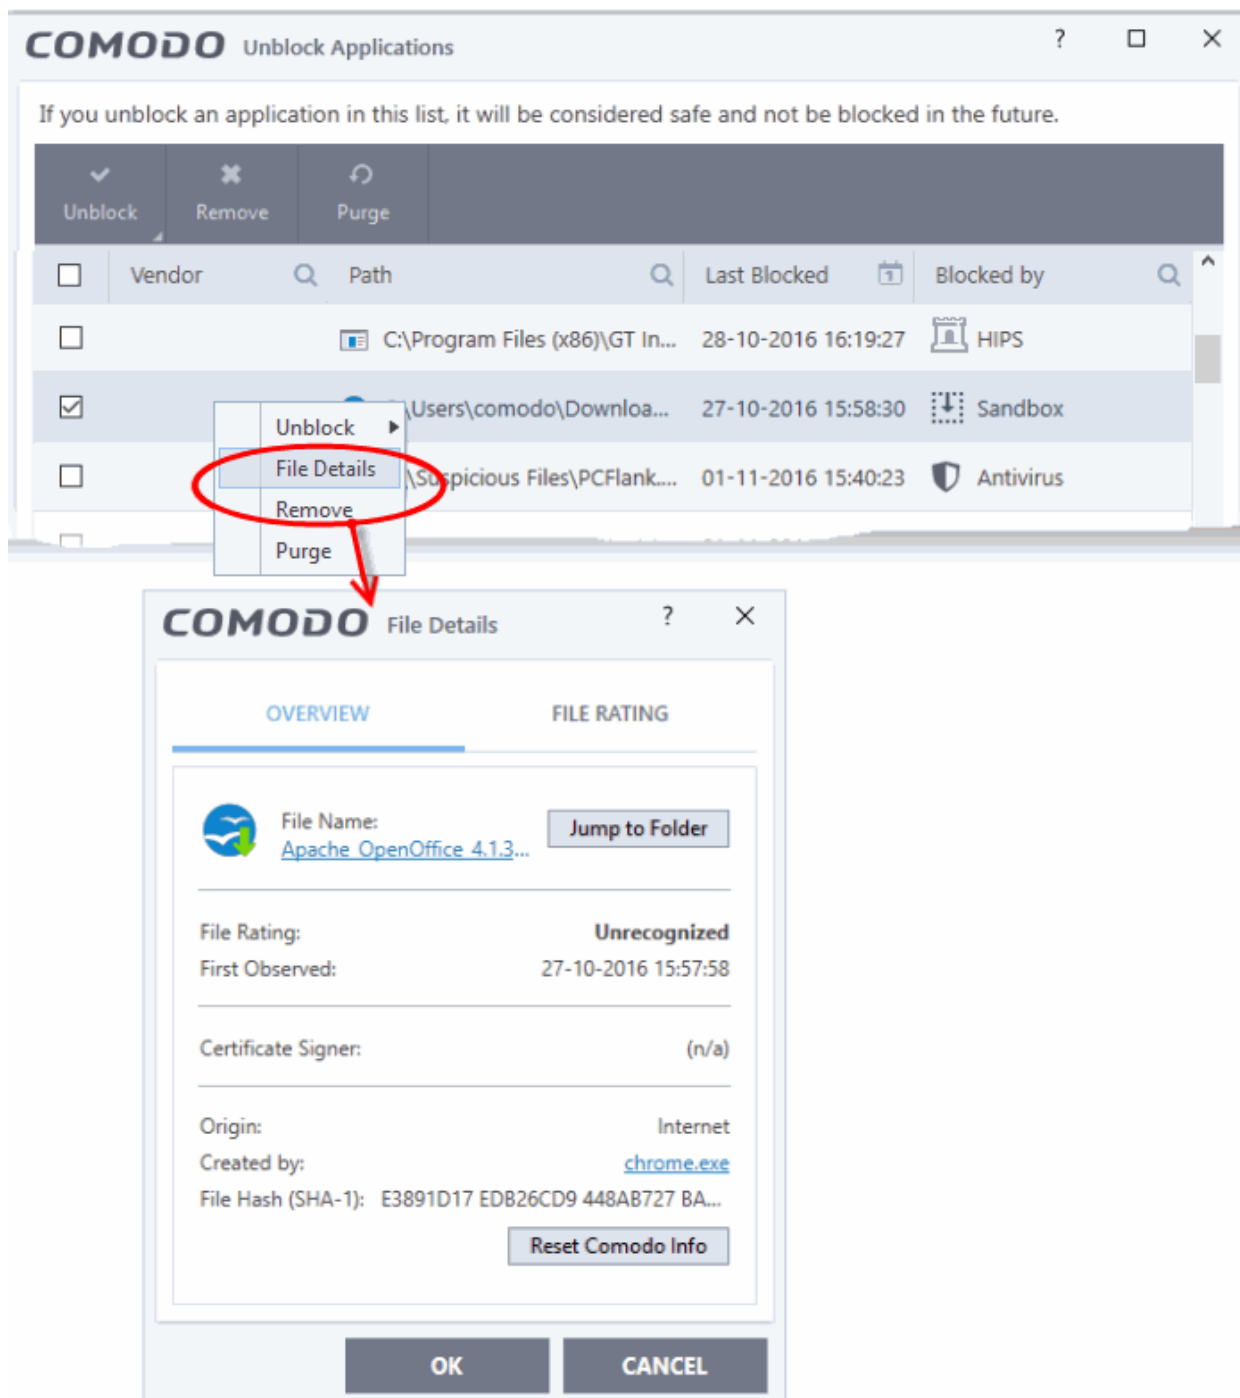 COMODO Unblock Applications ?
If you unblock an application in this list, it will be considered safe and not be blocked in the future.
Unblock Remove Purge
Vendor Path Last Blocked 1 Blocked by
C:\Program Files (x86)\GT In... 28-10-2016 16:19:27 HIPS
\Users\comodo\Downloa... 27-10-2016 15:58:30 Sandbox
Unblock
File Details
\Suspicious Files\PCFlank.... 01-11-2016 15:40:23 Antivirus
Remove
Purge
COMODO File Details ?
OVERVIEW FILE RATING
File Name: Jump to Folder
Apache_OpenOffice_4.1.3...
File Rating: Unrecognized
First Observed: 27-10-2016 15:57:58
Certificate Signer: (n/a)
Origin: Internet
Created by: chrome.exe
File Hash (SHA-1): E3891D17 EDB26CD9 448AB727 BA...
Reset Comodo Info
OK CANCEL